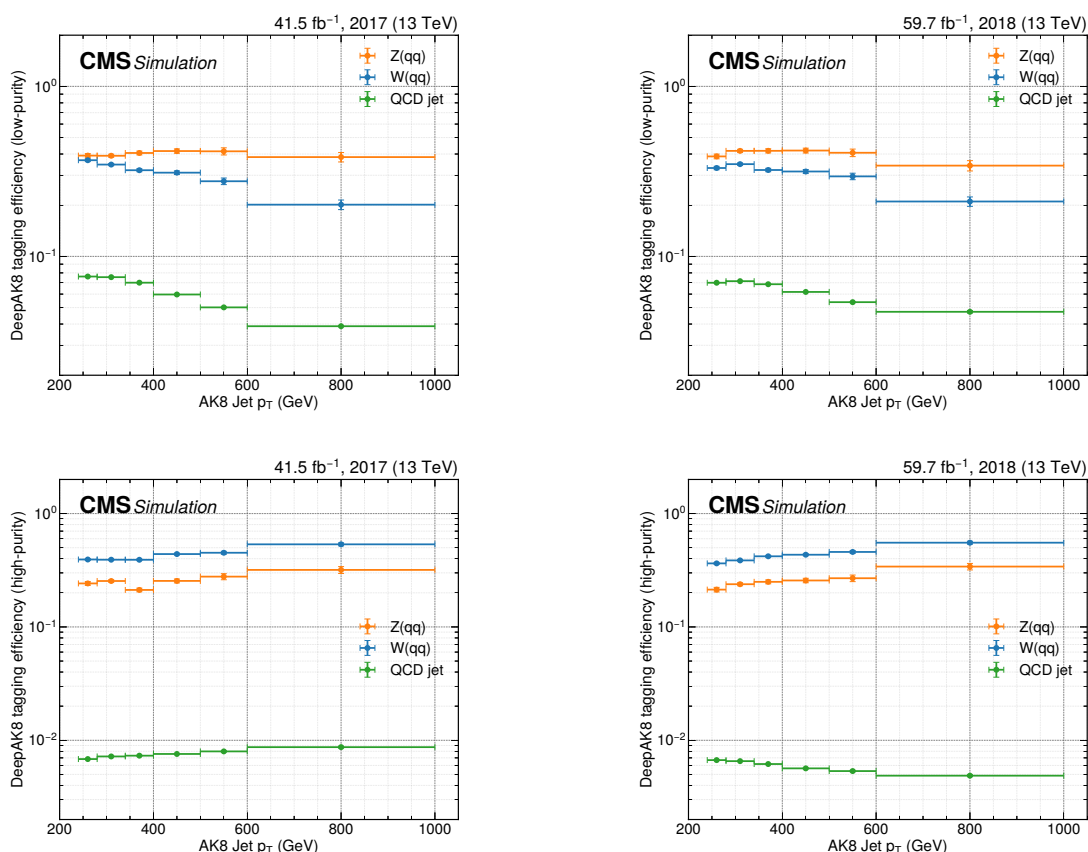 41.5 fb⁻¹, 2017 (13 TeV)
CMS Simulation
Z(qq)
W(qq)
QCD jet
DeepAK8 tagging efficiency (low-purity)
10⁰
10⁻¹
200 400 600 800 1000
AK8 Jet p_T (GeV)
59.7 fb⁻¹, 2018 (13 TeV)
CMS Simulation
Z(qq)
W(qq)
QCD jet
DeepAK8 tagging efficiency (low-purity)
10⁰
10⁻¹
200 400 600 800 1000
AK8 Jet p_T (GeV)
41.5 fb⁻¹, 2017 (13 TeV)
CMS Simulation
Z(qq)
W(qq)
QCD jet
DeepAK8 tagging efficiency (high-purity)
10⁰
10⁻¹
10⁻²
200 400 600 800 1000
AK8 Jet p_T (GeV)
59.7 fb⁻¹, 2018 (13 TeV)
CMS Simulation
Z(qq)
W(qq)
QCD jet
DeepAK8 tagging efficiency (high-purity)
10⁰
10⁻¹
10⁻²
200 400 600 800 1000
AK8 Jet p_T (GeV)